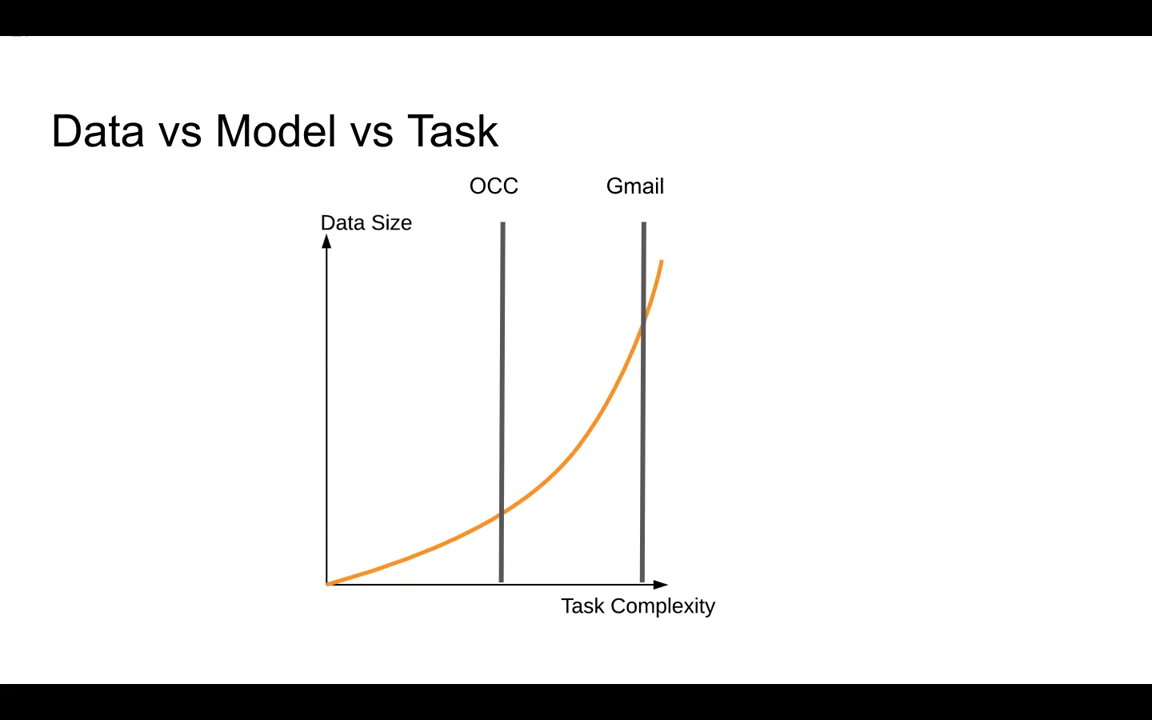 Data vs Model vs Task
OCC
Gmail
Data Size
Task Complexity